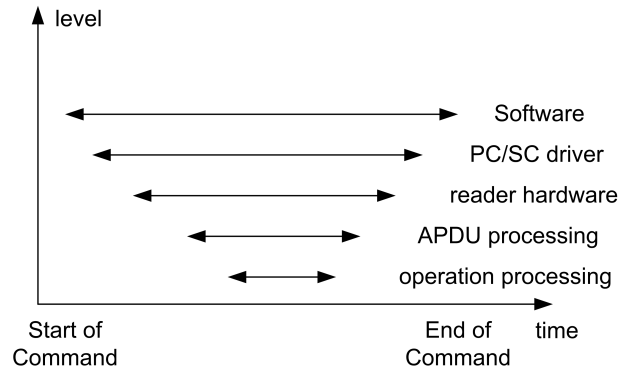 level
Software
PC/SC driver
reader hardware
APDU processing
operation processing
Start of
Command
End of
Command
time